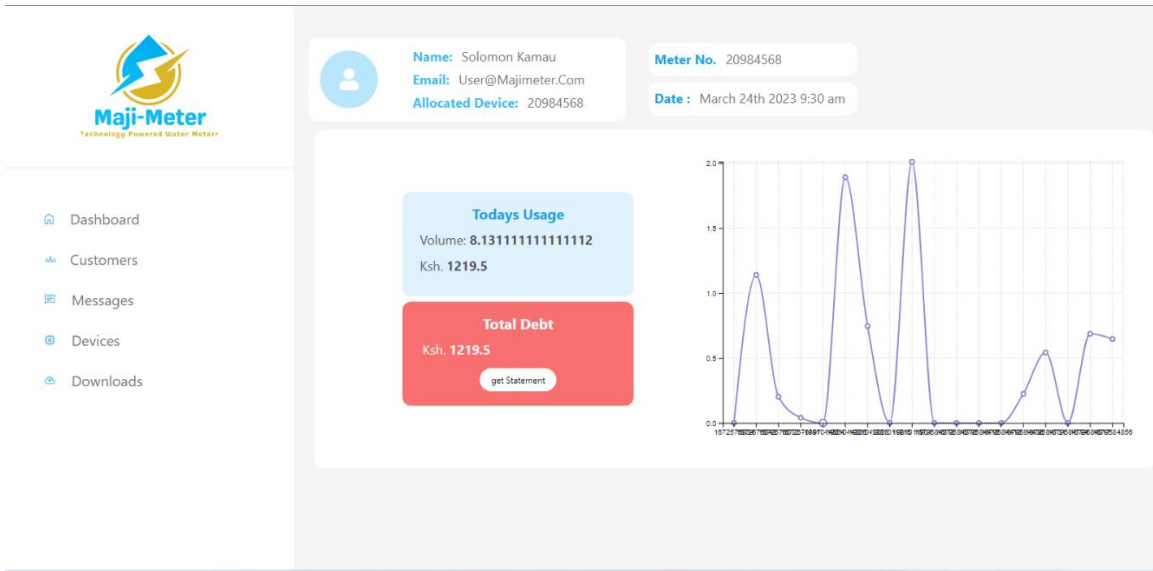 Maji-Meter
Technology Powered Water Meters
Dashboard
Customers
Messages
Devices
Downloads
Name: Solomon Kamau
Email: User@Majimeter.Com
Allocated Device: 20984568
Meter No. 20984568
Date : March 24th 2023 9:30 am
Todays Usage
Volume: 8.131111111111112
Ksh. 1219.5
Total Debt
Ksh. 1219.5
get Statement
2.0
1.5
1.0
0.5
0.0